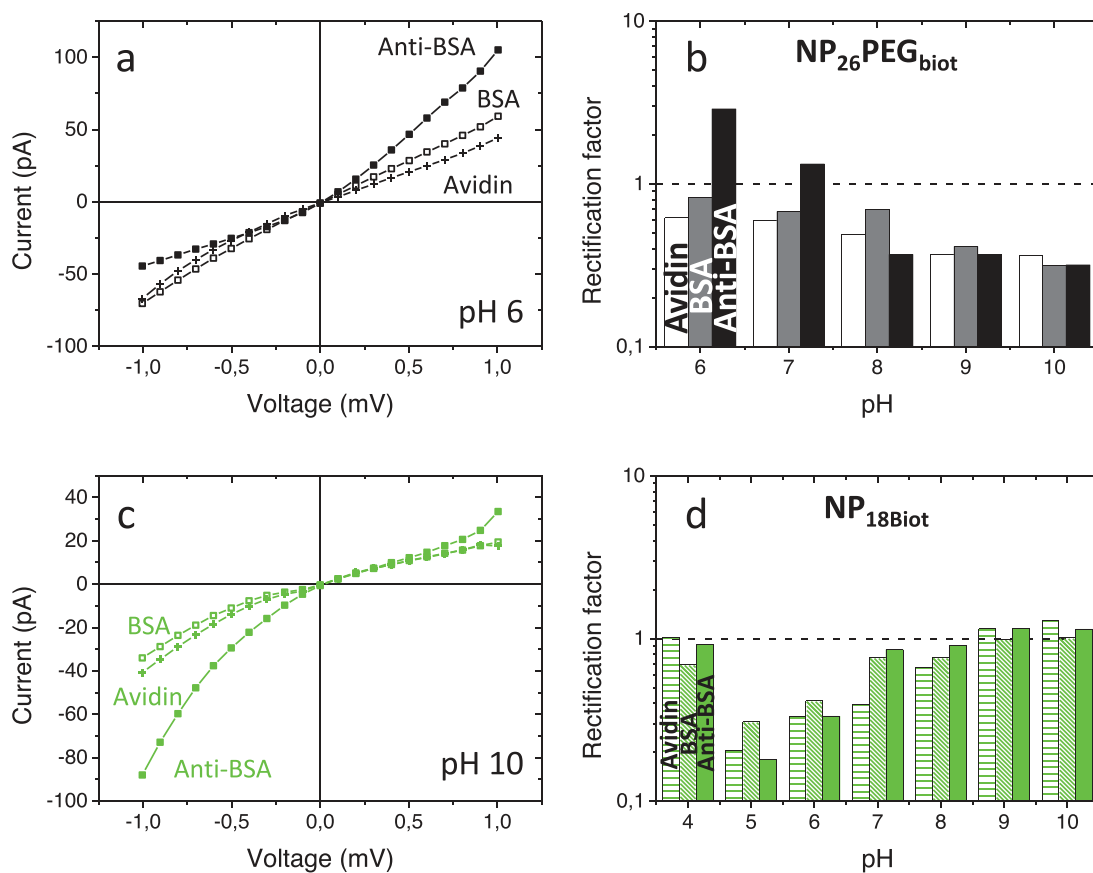 a
Anti-BSA
BSA
Avidin
pH 6
100
50
0
-50
-100
-1,0 -0,5 0,0 0,5 1,0
Current (pA)
Voltage (mV)
b
NP26PEGbiot
10
1
0,1
Avidin
BSA
Anti-BSA
6 7 8 9 10
Rectification factor
pH
c
BSA
Avidin
Anti-BSA
pH 10
40
20
0
-20
-40
-60
-80
-100
-1,0 -0,5 0,0 0,5 1,0
Current (pA)
Voltage (mV)
d
NP18Biot
10
1
0,1
Avidin
BSA
Anti-BSA
4 5 6 7 8 9 10
Rectification factor
pH